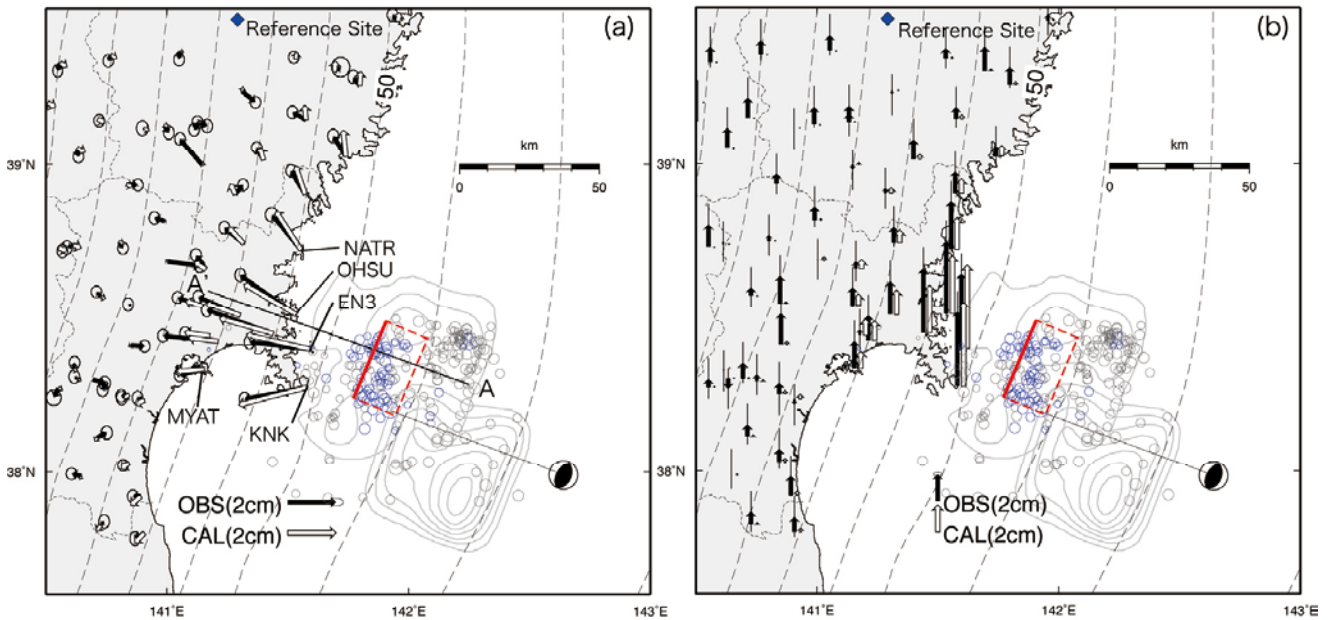 (a)
Reference Site
50
km
0
50
39°N
NATR
OHSU
A'
EN3
A
MYAT
KNK
38°N
OBS(2cm)
CAL(2cm)
141°E
142°E
143°E
(b)
Reference Site
50
km
0
50
39°N
38°N
OBS(2cm)
CAL(2cm)
141°E
142°E
143°E